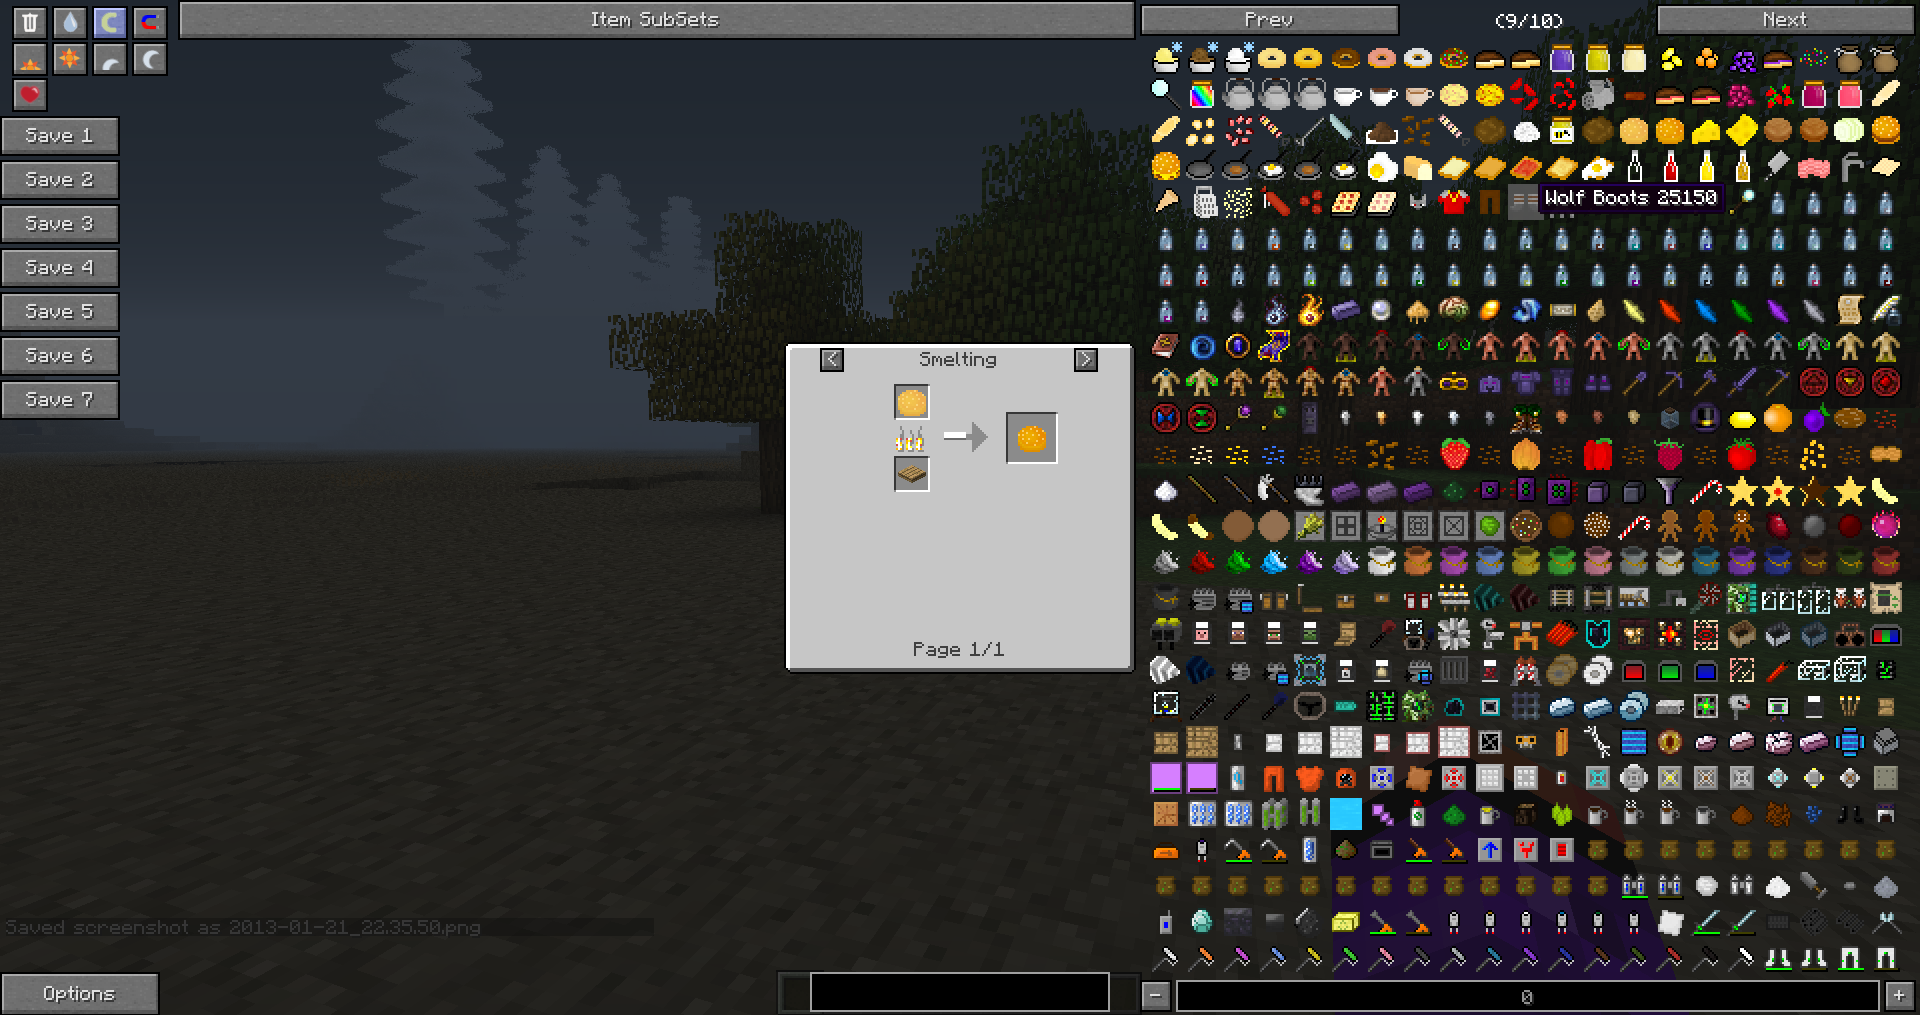 Item SubSets
Prev
(9/10)
Next
Save 1
Save 2
Save 3
Save 4
Save 5
Save 6
Save 7
Wolf Boots 25150
<
Smelting
>
Page 1/1
Saved screenshot as 2013-01-21_22.35.50.png
Options
-
0
+